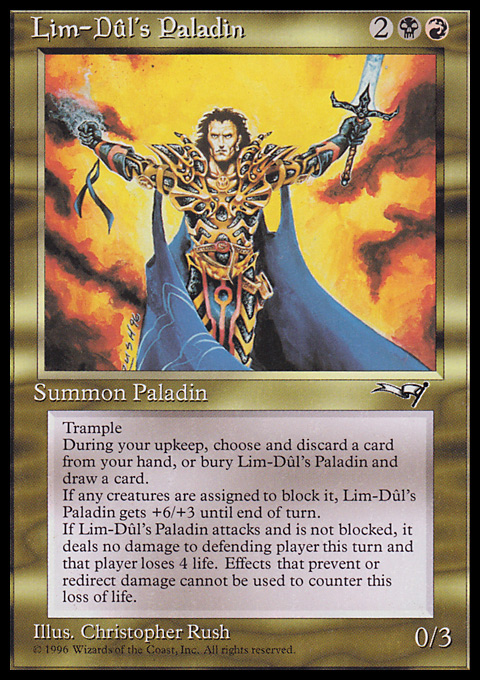 Lim-Dûl's Paladin 2
RUSH 96
Summon Paladin
Trample
During your upkeep, choose and discard a card
from your hand, or bury Lim-Dûl's Paladin and
draw a card.
If any creatures are assigned to block it, Lim-Dûl's
Paladin gets +6/+3 until end of turn.
If Lim-Dûl's Paladin attacks and is not blocked, it
deals no damage to defending player this turn and
that player loses 4 life. Effects that prevent or
redirect damage cannot be used to counter this
loss of life.
Illus. Christopher Rush
0/3
© 1996 Wizards of the Coast, Inc. All rights reserved.